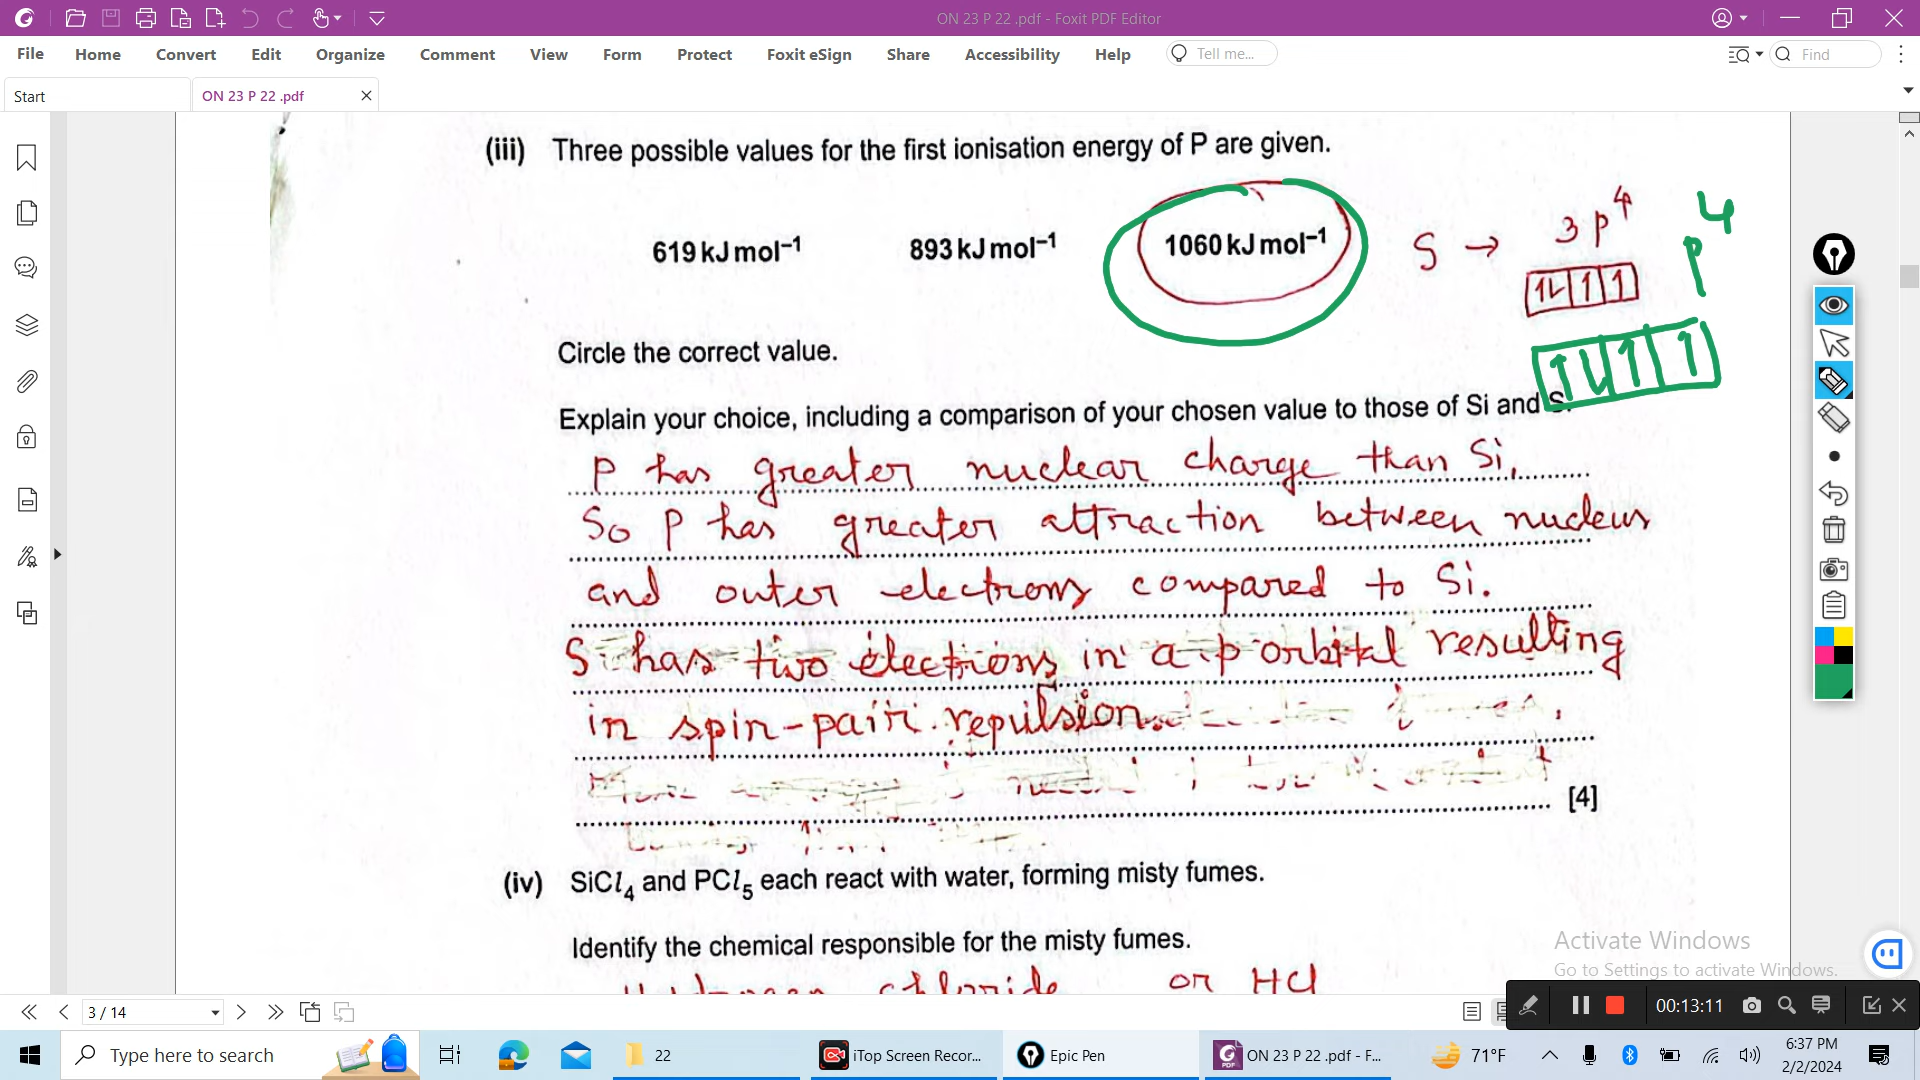 ON 23 P 22 .pdf - Foxit PDF Editor
File Home Convert Edit Organize Comment View Form Protect Foxit eSign Share Accessibility Help Tell me... Find
Start ON 23 P 22 .pdf
(iii) Three possible values for the first ionisation energy of P are given.
619 kJ mol⁻¹ 893 kJ mol⁻¹ 1060 kJ mol⁻¹ S → 3p⁴ p⁴
Circle the correct value.
Explain your choice, including a comparison of your chosen value to those of Si and S.
P has greater nuclear charge than Si,
So P has greater attraction between nucleus
and outer electrons compared to Si.
S has two electrons in a p orbital resulting
in spin-pair repulsion.
[4]
(iv) SiCl₄ and PCl₅ each react with water, forming misty fumes.
Identify the chemical responsible for the misty fumes.
Hydrogen chloride or HCl
Activate Windows
Go to Settings to activate Windows.
3 / 14
00:13:11
Type here to search 22 iTop Screen Recor... Epic Pen ON 23 P 22 .pdf - F... 71°F 6:37 PM
2/2/2024